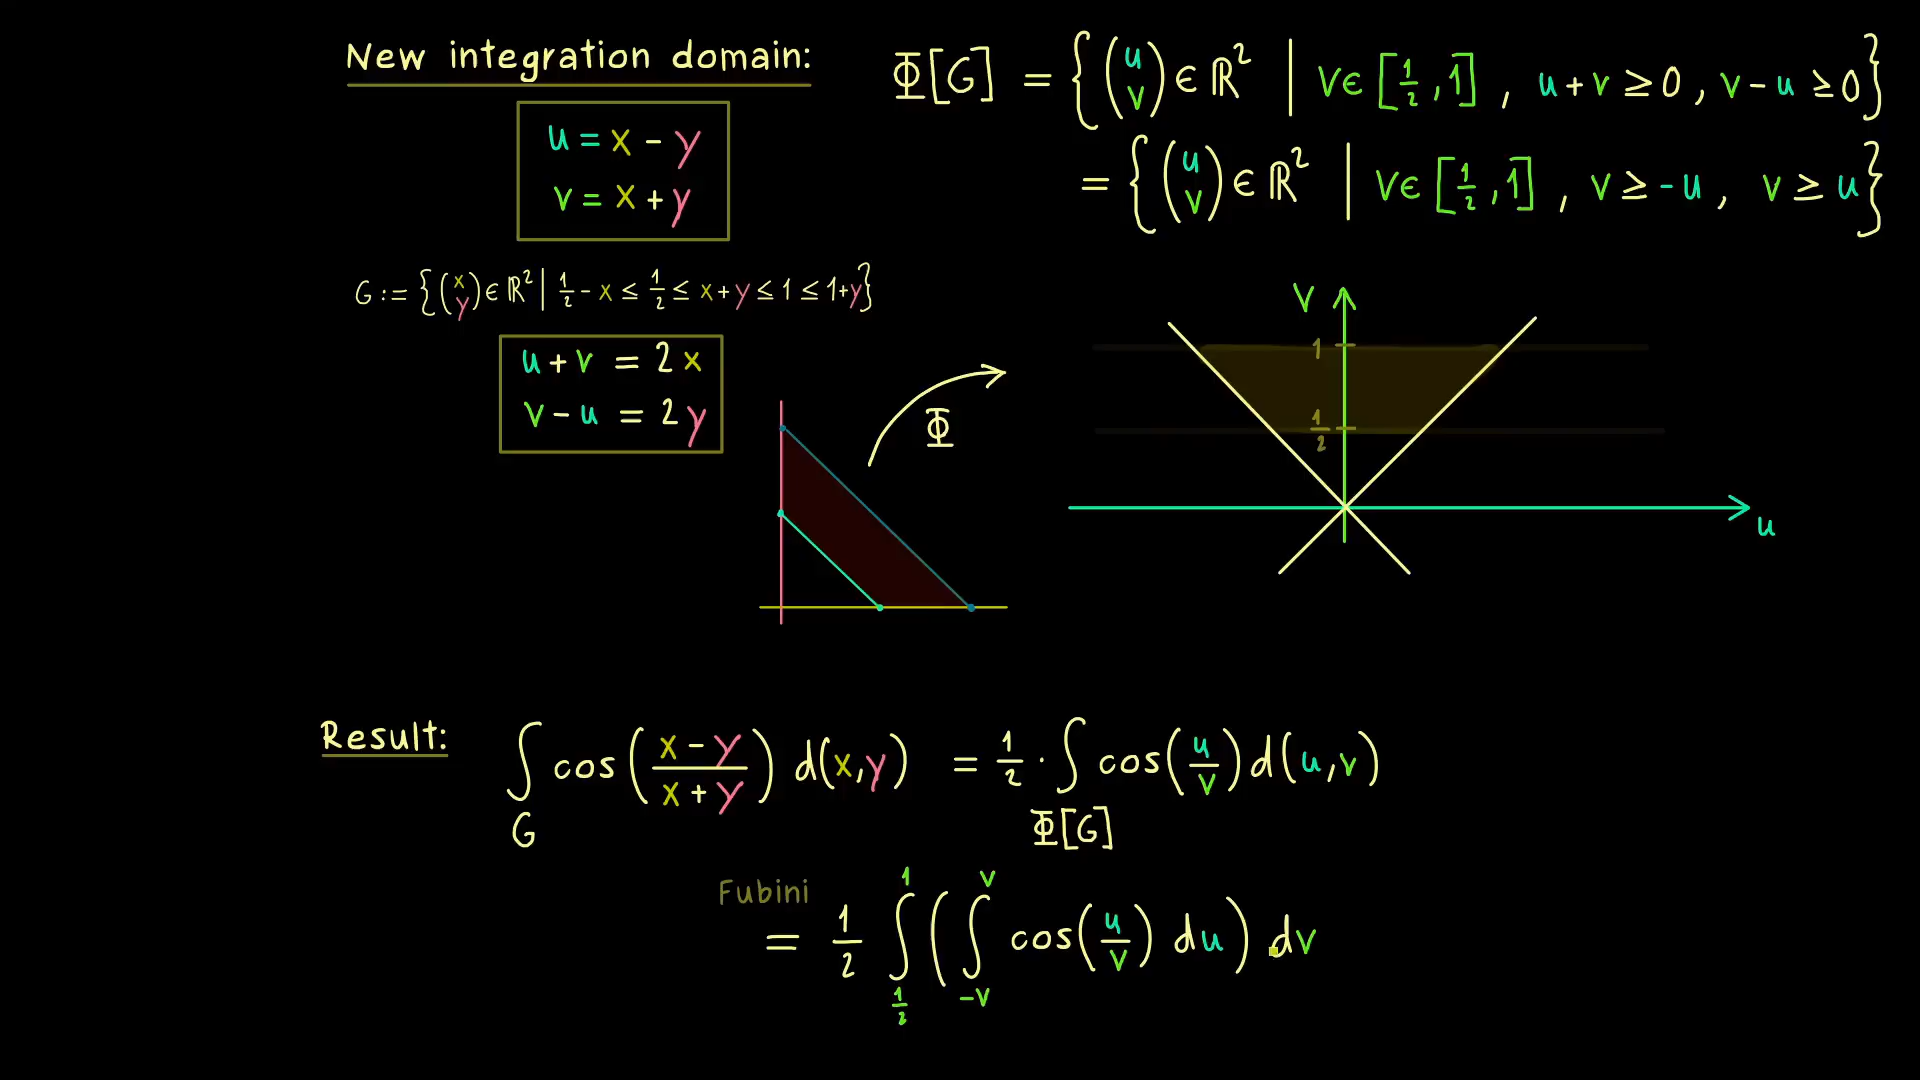 New integration domain:
u = x - y
v = x + y
G := {(x y) ∈ ℝ² | 1/2 - x ≤ 1/2 ≤ x + y ≤ 1 ≤ 1+y}
u + v = 2x
v - u = 2y
Φ[G] = {(u v) ∈ ℝ² | v ∈ [1/2, 1], u + v ≥ 0, v - u ≥ 0}
= {(u v) ∈ ℝ² | v ∈ [1/2, 1], v ≥ -u, v ≥ u}
Φ
v
1
1/2
u
Result: ∫_G cos((x - y)/(x + y)) d(x,y) = 1/2 · ∫_Φ[G] cos(u/v) d(u,v)
Fubini
= 1/2 ∫_{1/2}^{1} (∫_{-v}^{v} cos(u/v) du) dv